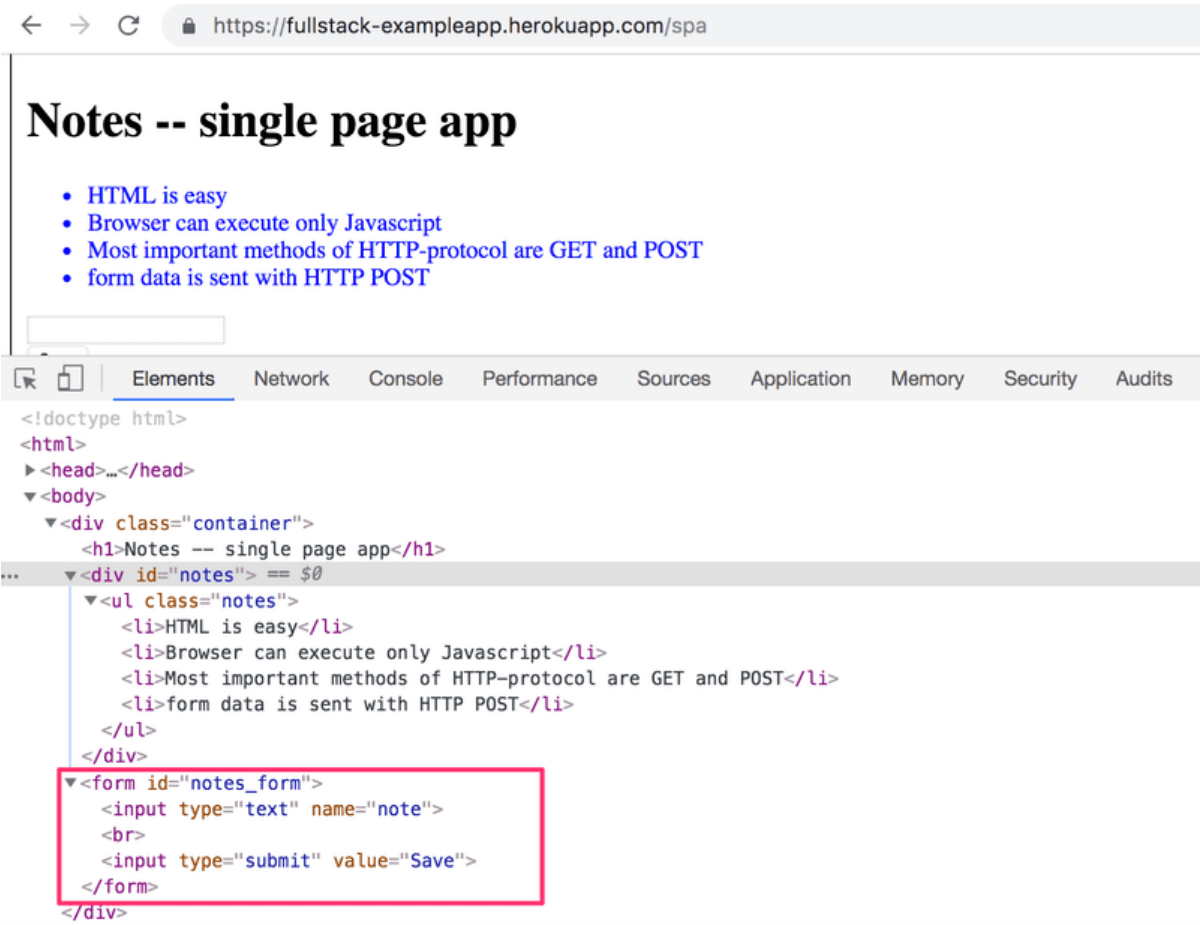 https://fullstack-exampleapp.herokuapp.com/spa
Notes -- single page app
• HTML is easy
• Browser can execute only Javascript
• Most important methods of HTTP-protocol are GET and POST
• form data is sent with HTTP POST
Elements Network Console Performance Sources Application Memory Security Audits
<!doctype html>
<html>
▶<head>…</head>
▼<body>
▼<div class="container">
<h1>Notes -- single page app</h1>
… ▼<div id="notes"> == $0
▼<ul class="notes">
<li>HTML is easy</li>
<li>Browser can execute only Javascript</li>
<li>Most important methods of HTTP-protocol are GET and POST</li>
<li>form data is sent with HTTP POST</li>
</ul>
</div>
▼<form id="notes_form">
<input type="text" name="note">
<br>
<input type="submit" value="Save">
</form>
</div>